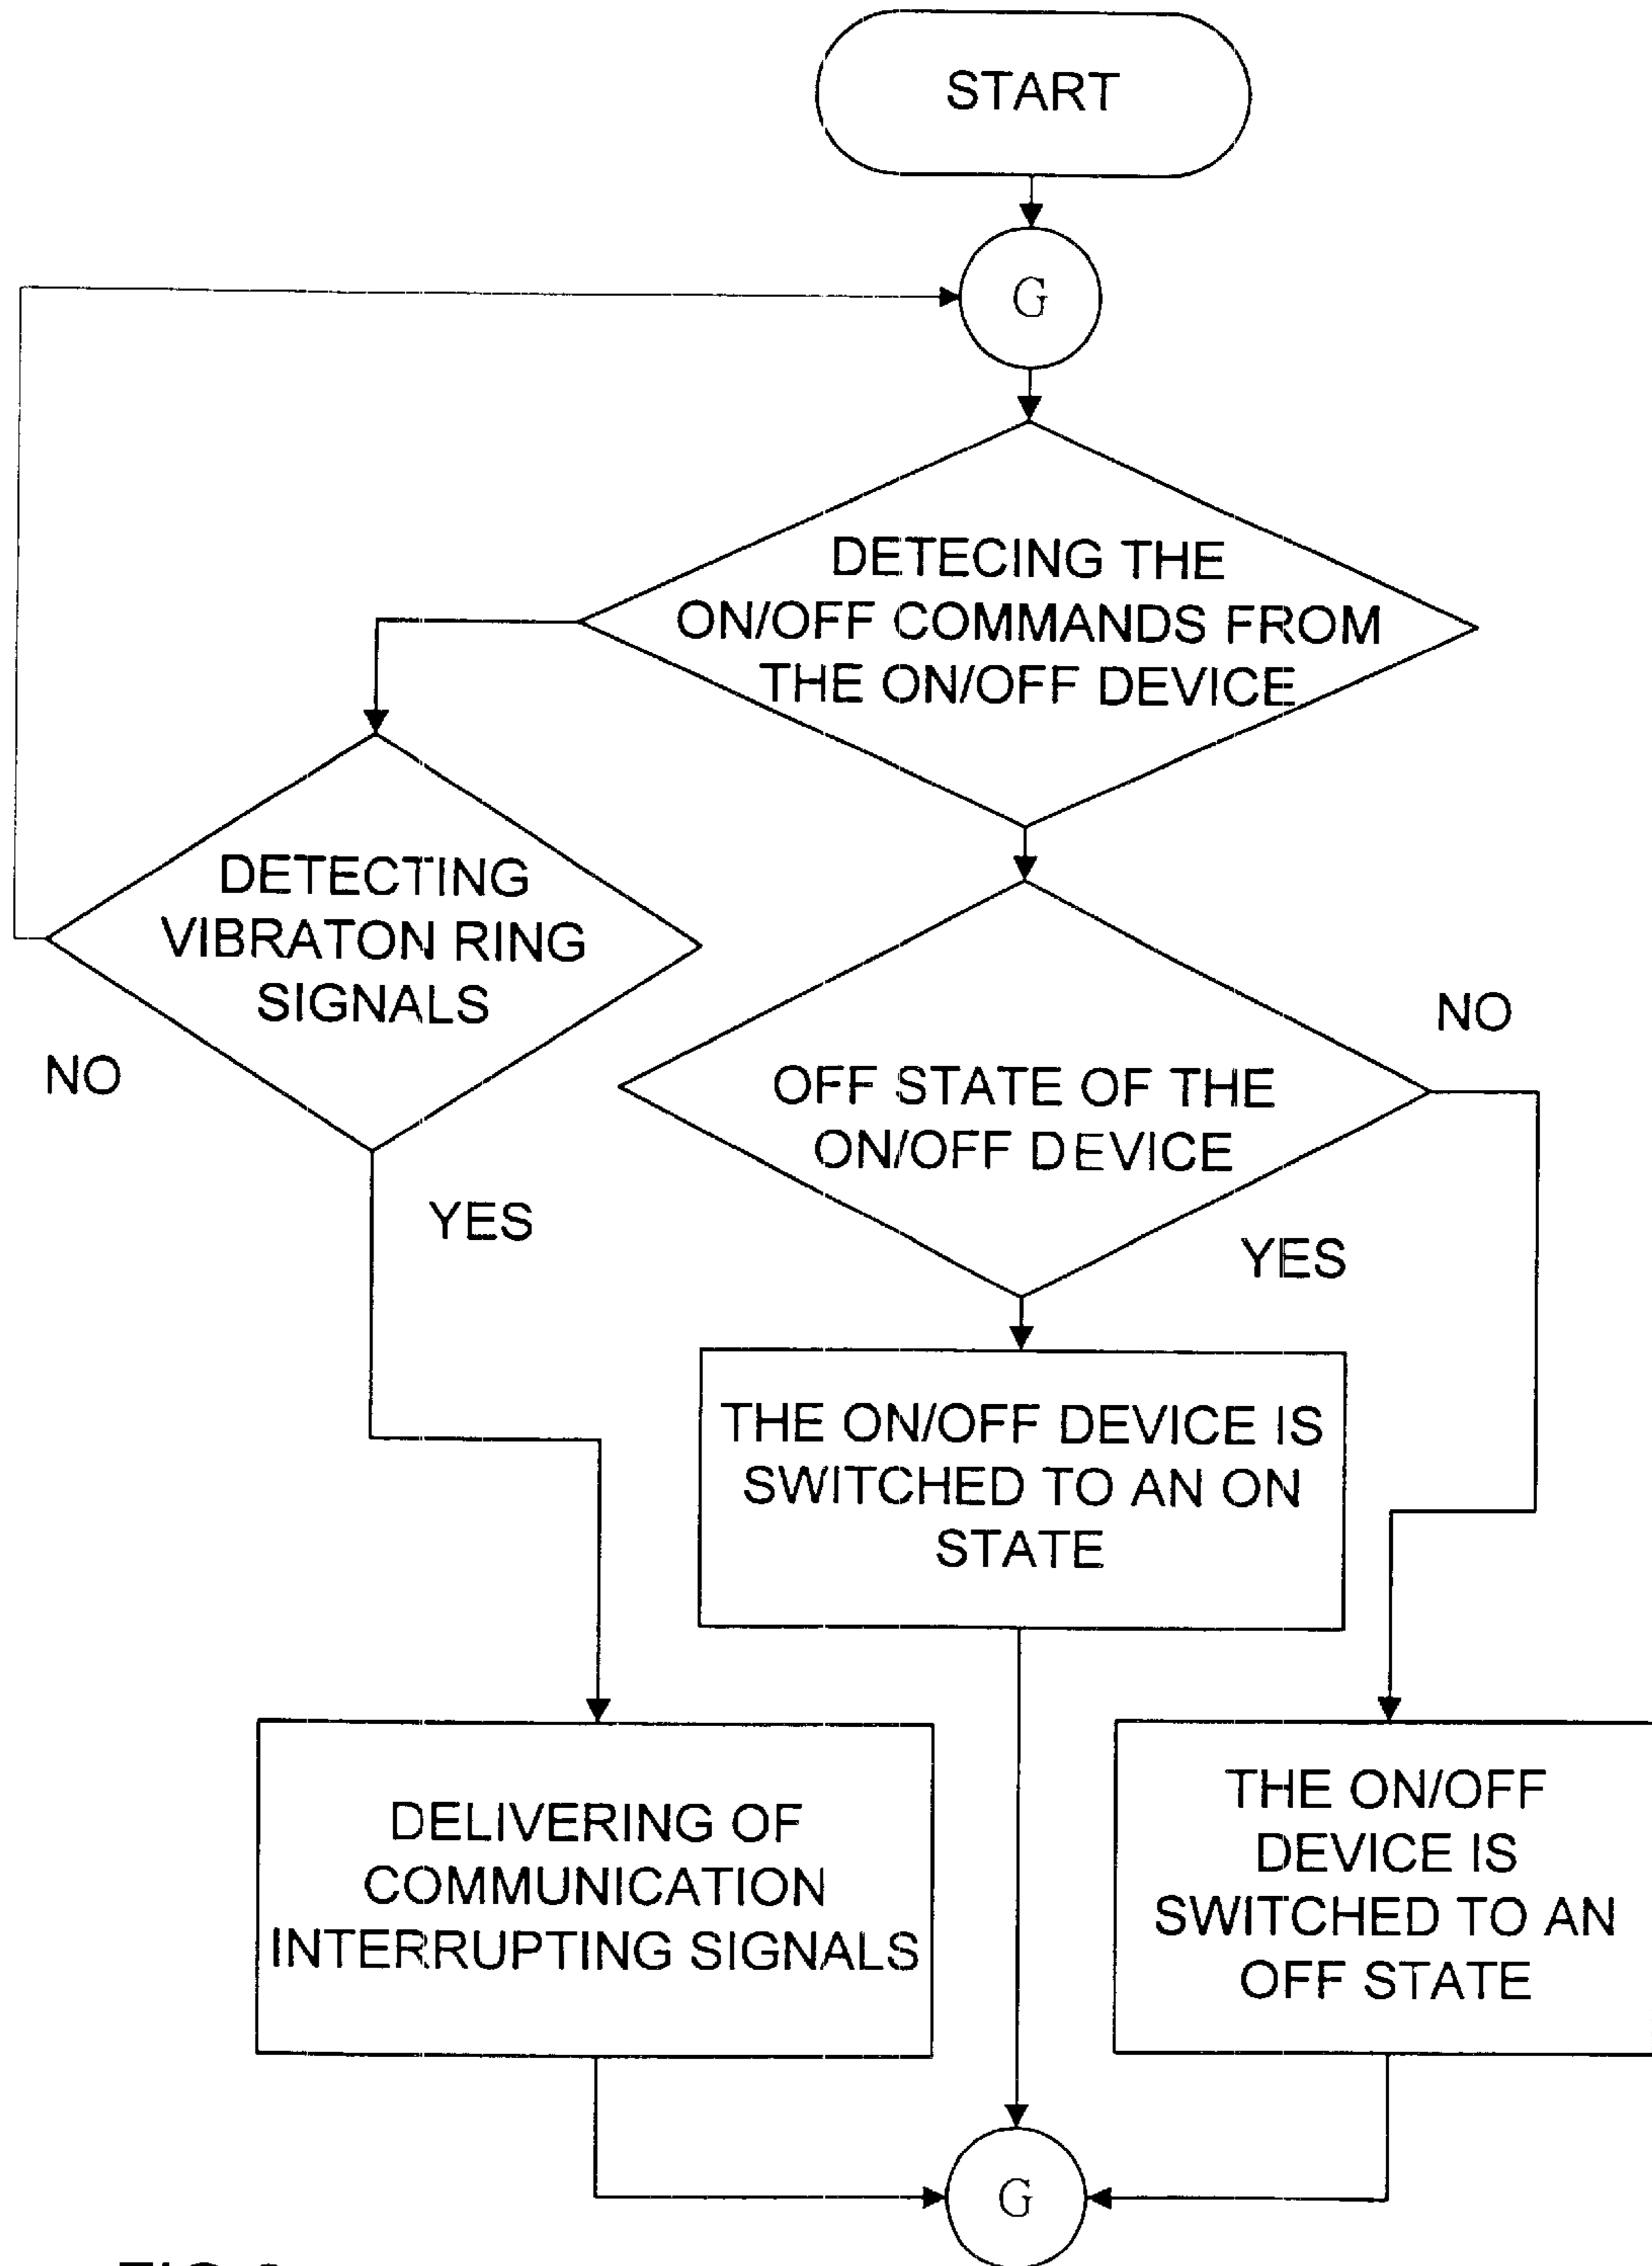 START
G
DETECING THE
ON/OFF COMMANDS FROM
THE ON/OFF DEVICE
DETECTING
VIBRATON RING
SIGNALS
NO
YES
OFF STATE OF THE
ON/OFF DEVICE
NO
YES
THE ON/OFF DEVICE IS
SWITCHED TO AN ON
STATE
DELIVERING OF
COMMUNICATION
INTERRUPTING SIGNALS
THE ON/OFF
DEVICE IS
SWITCHED TO AN
OFF STATE
G